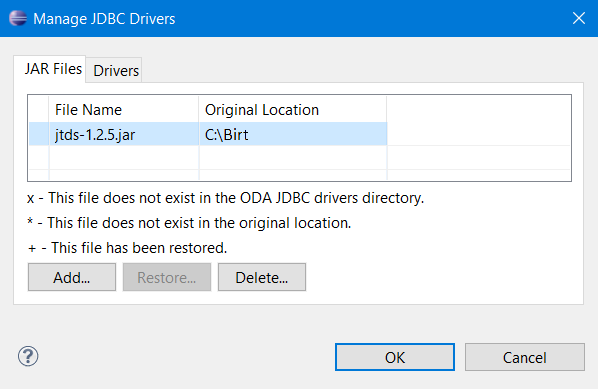 Manage JDBC Drivers
JAR Files Drivers
File Name Original Location
jtds-1.2.5.jar C:\Birt
x - This file does not exist in the ODA JDBC drivers directory.
* - This file does not exist in the original location.
+ - This file has been restored.
Add... Restore... Delete...
? OK Cancel